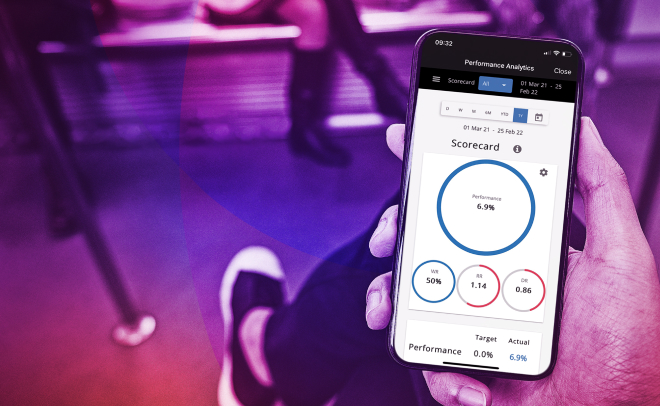 09:32
Performance Analytics
Close
Scorecard
All
01 Mar 21 - 25
Feb 22
D W M 6M YTD 1Y
01 Mar 21 - 25 Feb 22
Scorecard
Performance
6.9%
WR
50%
RR
1.14
DR
0.86
Target Actual
Performance 0.0% 6.9%